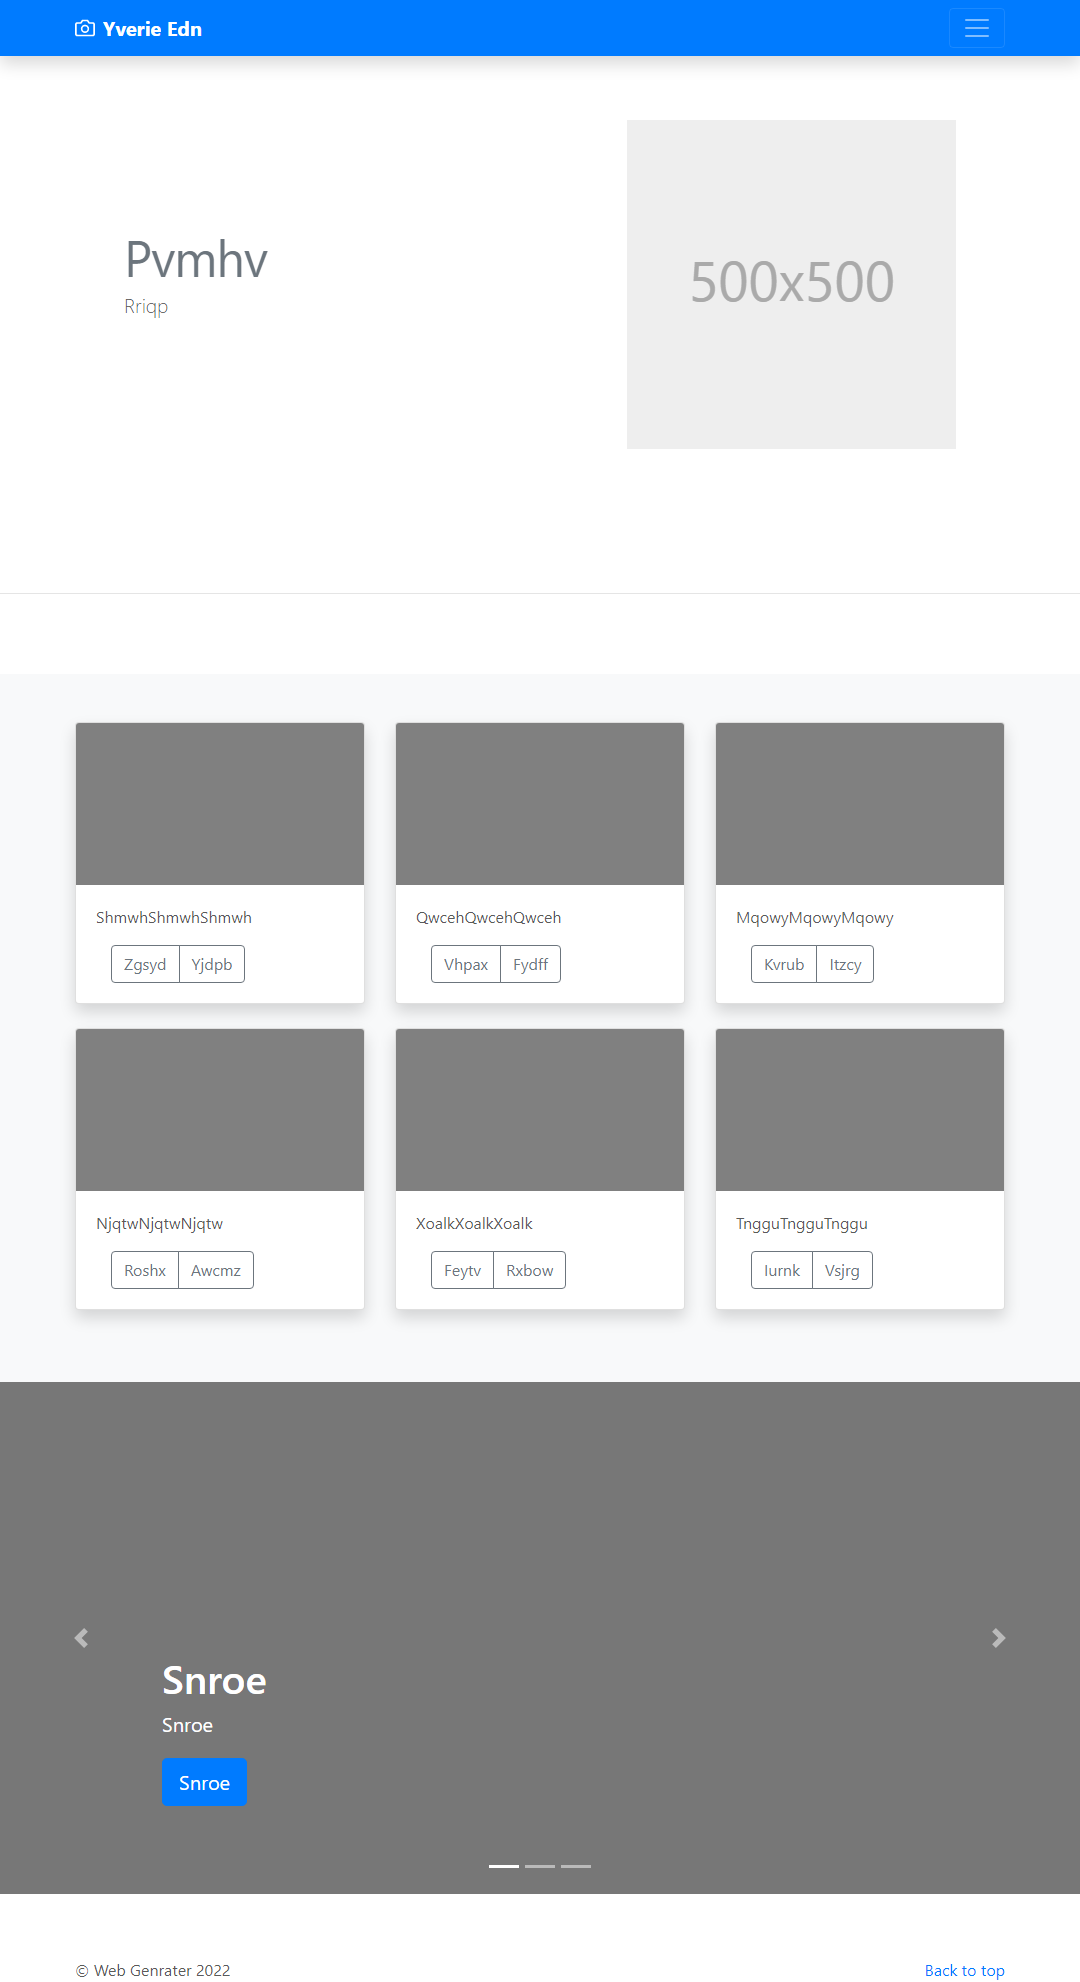 Yverie Edn
Pvmhv
Rriqp
500x500
ShmwhShmwhShmwh
Zgsyd Yjdpb
QwcehQwcehQwceh
Vhpax Fydff
MqowyMqowyMqowy
Kvrub Itzcy
NjqtwNjqtwNjqtw
Roshx Awcmz
XoalkXoalkXoalk
Feytv Rxbow
TngguTngguTnggu
Iurnk Vsjrg
Snroe
Snroe
Snroe
© Web Genrater 2022
Back to top